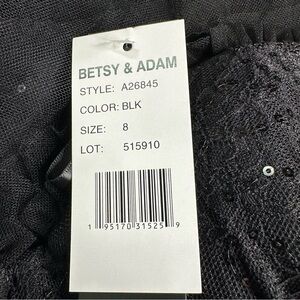 BETSY & ADAM
STYLE: A26845
COLOR: BLK
SIZE: 8
LOT: 515910
1 95170 31525 9